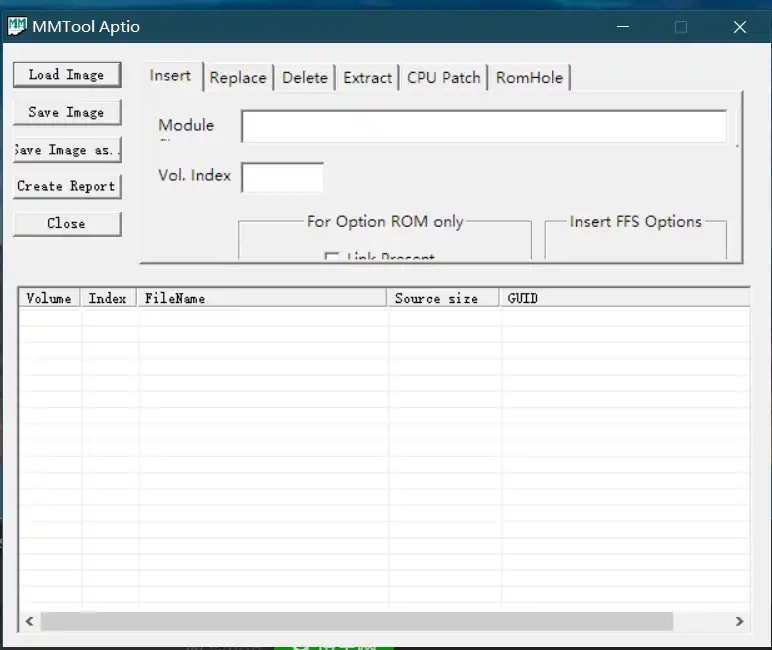 MMTool Aptio
Load Image
Save Image
Save Image as..
Create Report
Close
Insert Replace Delete Extract CPU Patch RomHole
Module
Vol. Index
For Option ROM only
Insert FFS Options
Link Present
Volume Index FileName Source size GUID